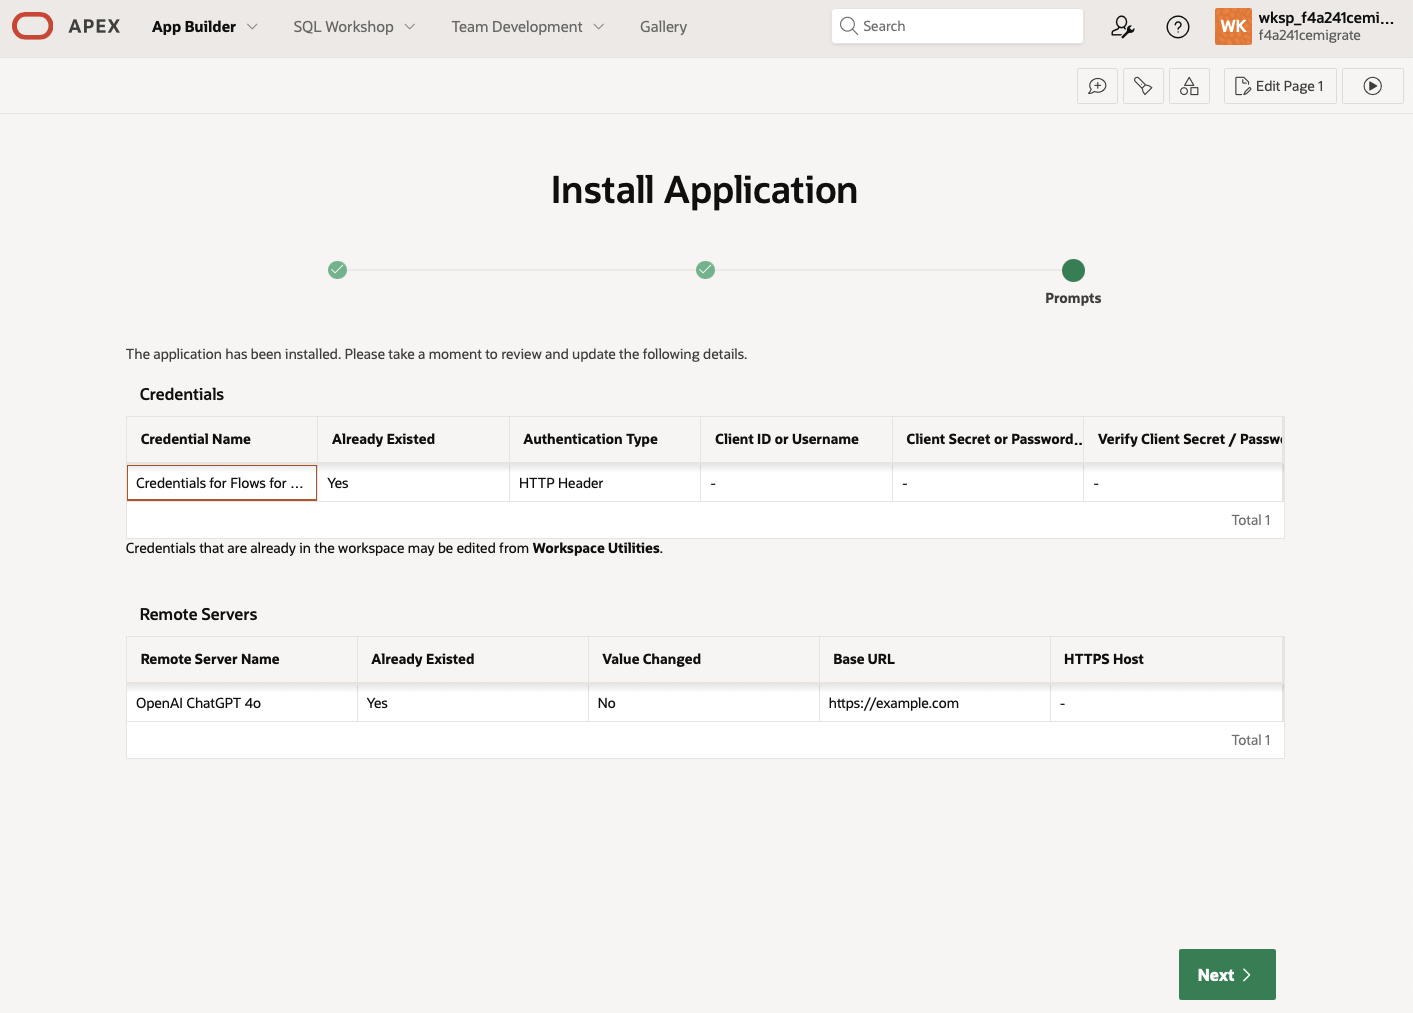 APEX App Builder SQL Workshop Team Development Gallery Search WK wksp_f4a241cemi...
f4a241cemigrate
Edit Page 1
Install Application
Prompts
The application has been installed. Please take a moment to review and update the following details.
Credentials
Credential Name Already Existed Authentication Type Client ID or Username Client Secret or Password.. Verify Client Secret / Passw
Credentials for Flows for ... Yes HTTP Header - - -
Total 1
Credentials that are already in the workspace may be edited from Workspace Utilities.
Remote Servers
Remote Server Name Already Existed Value Changed Base URL HTTPS Host
OpenAI ChatGPT 4o Yes No https://example.com -
Total 1
Next